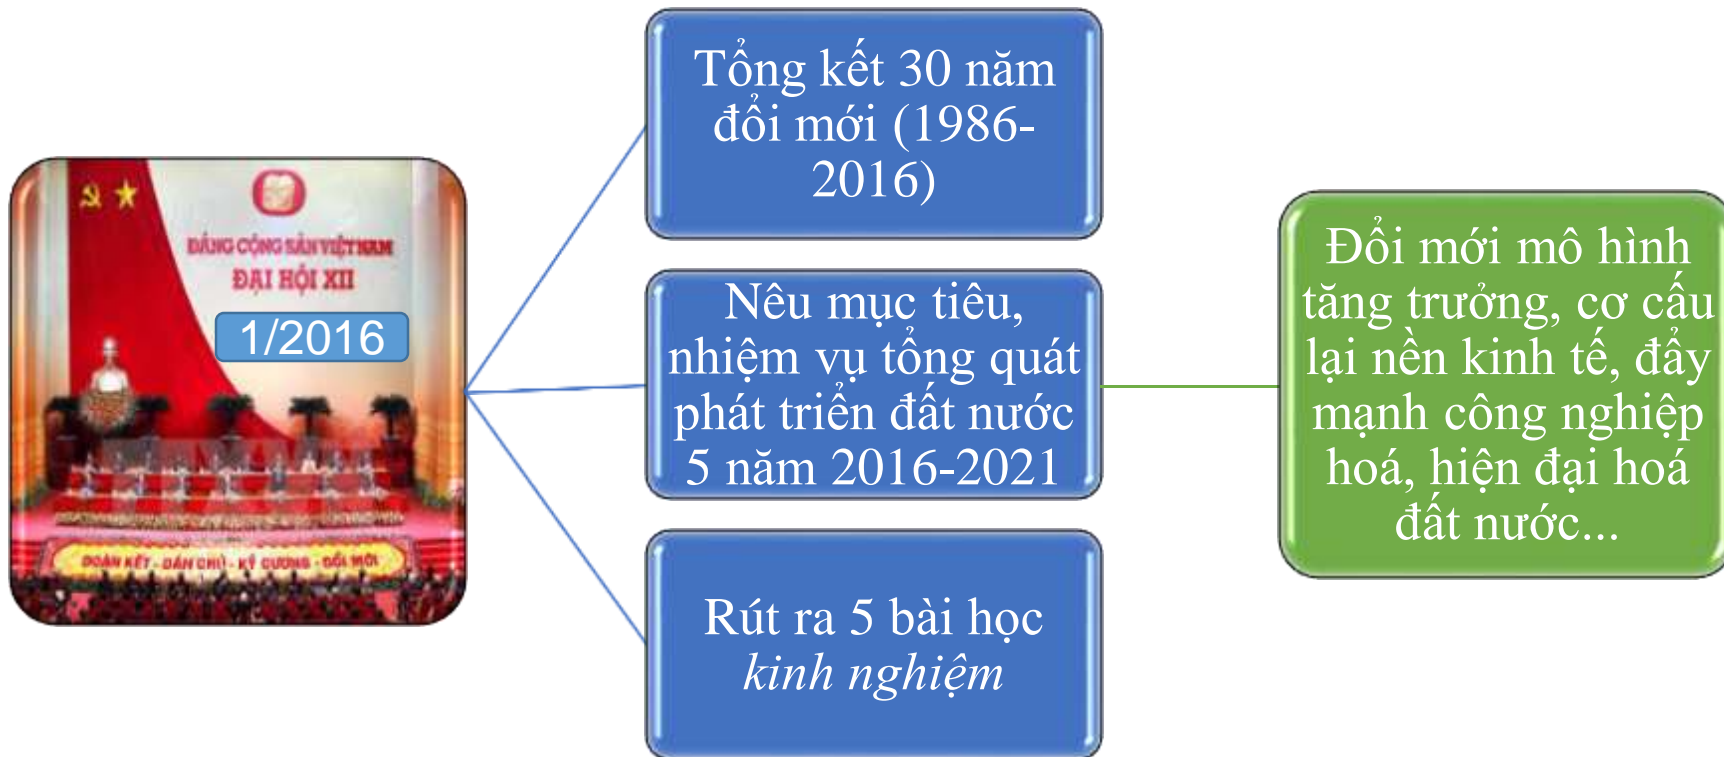 ĐẢNG CỘNG SẢN VIỆT NAM
ĐẠI HỘI XII
1/2016
ĐOÀN KẾT - DÂN CHỦ - KỶ CƯƠNG - ĐỔI MỚI
Tổng kết 30 năm
đổi mới (1986-
2016)
Nêu mục tiêu,
nhiệm vụ tổng quát
phát triển đất nước
5 năm 2016-2021
Rút ra 5 bài học
kinh nghiệm
Đổi mới mô hình
tăng trưởng, cơ cấu
lại nền kinh tế, đẩy
mạnh công nghiệp
hoá, hiện đại hoá
đất nước...